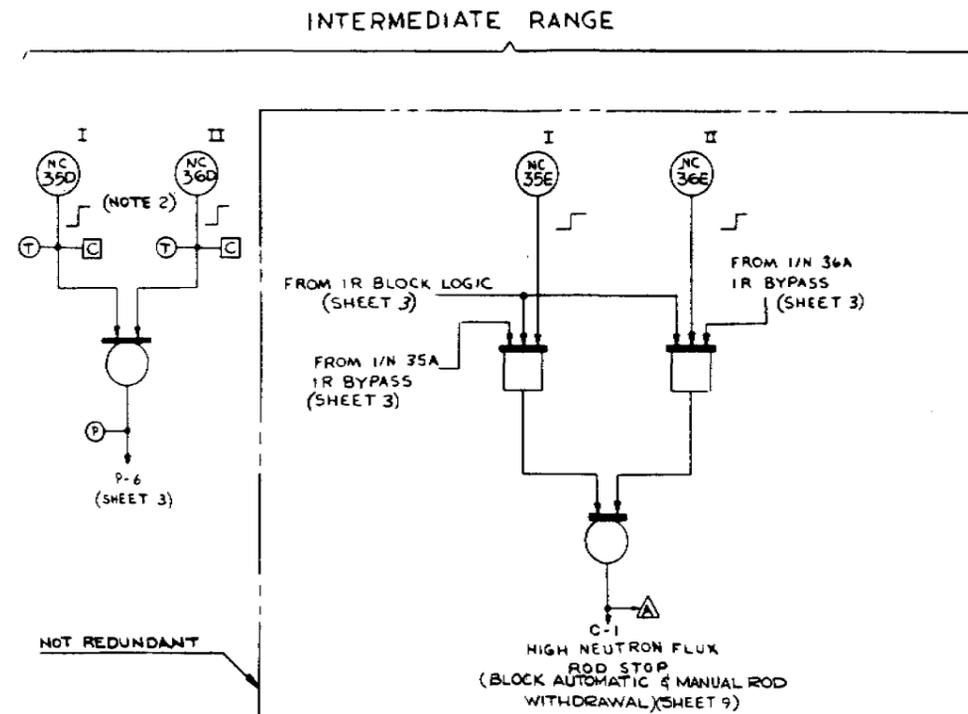 INTERMEDIATE RANGE
I
II
I
II
NC
35D
NC
36D
NC
35E
NC
36E
(NOTE 2)
T
C
T
C
FROM IR BLOCK LOGIC
(SHEET 3)
FROM 1/N 36A
IR BYPASS
(SHEET 3)
FROM 1/N 35A
IR BYPASS
(SHEET 3)
P
P-6
(SHEET 3)
A
C-1
HIGH NEUTRON FLUX
ROD STOP
(BLOCK AUTOMATIC & MANUAL ROD
WITHDRAWAL)(SHEET 9)
NOT REDUNDANT